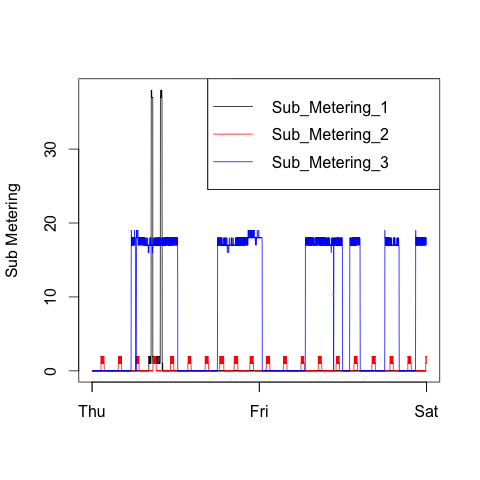 Sub_Metering_1
Sub_Metering_2
Sub_Metering_3
Sub Metering
30
20
10
0
Thu Fri Sat